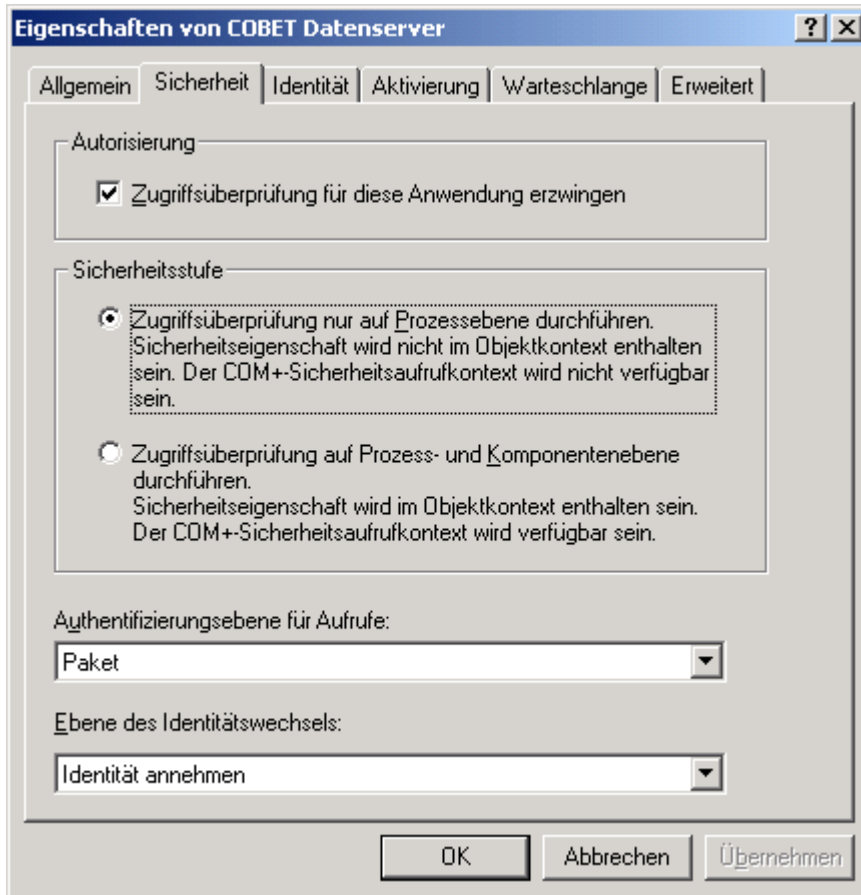 Eigenschaften von COBET Datenserver
Allgemein Sicherheit Identität Aktivierung Warteschlange Erweitert
Autorisierung
Zugriffsüberprüfung für diese Anwendung erzwingen
Sicherheitsstufe
Zugriffsüberprüfung nur auf Prozessebene durchführen.
Sicherheitseigenschaft wird nicht im Objektkontext enthalten
sein. Der COM+-Sicherheitsaufrufkontext wird nicht verfügbar
sein.
Zugriffsüberprüfung auf Prozess- und Komponentenebene
durchführen.
Sicherheitseigenschaft wird im Objektkontext enthalten sein.
Der COM+-Sicherheitsaufrufkontext wird verfügbar sein.
Authentifizierungsebene für Aufrufe:
Paket
Ebene des Identitätswechsels:
Identität annehmen
OK Abbrechen Übernehmen